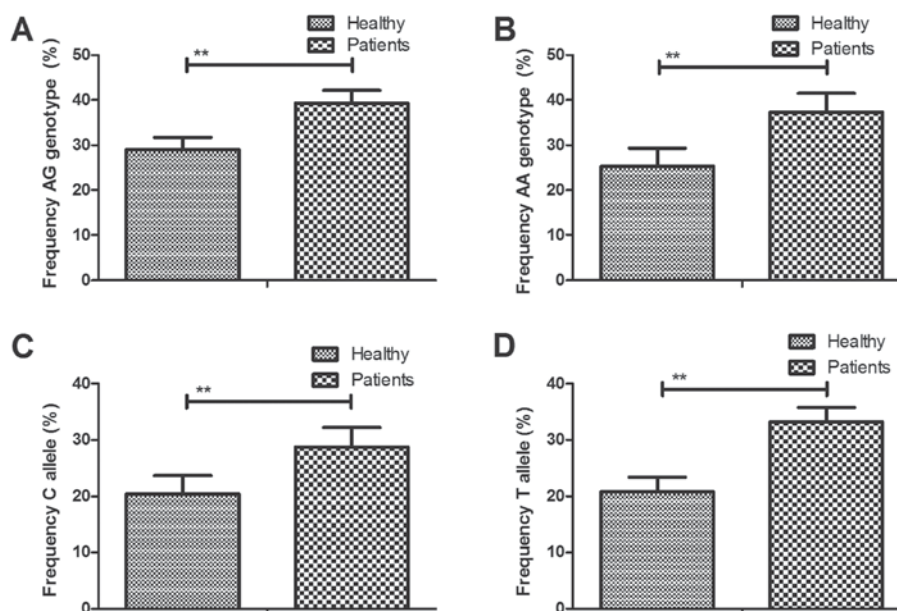 A
Healthy
Patients
**
Frequency AG genotype (%)
50
40
30
20
10
0
B
Healthy
Patients
**
Frequency AA genotype (%)
50
40
30
20
10
0
C
Healthy
Patients
**
Frequency C allele (%)
40
30
20
10
0
D
Healthy
Patients
**
Frequency T allele (%)
40
30
20
10
0